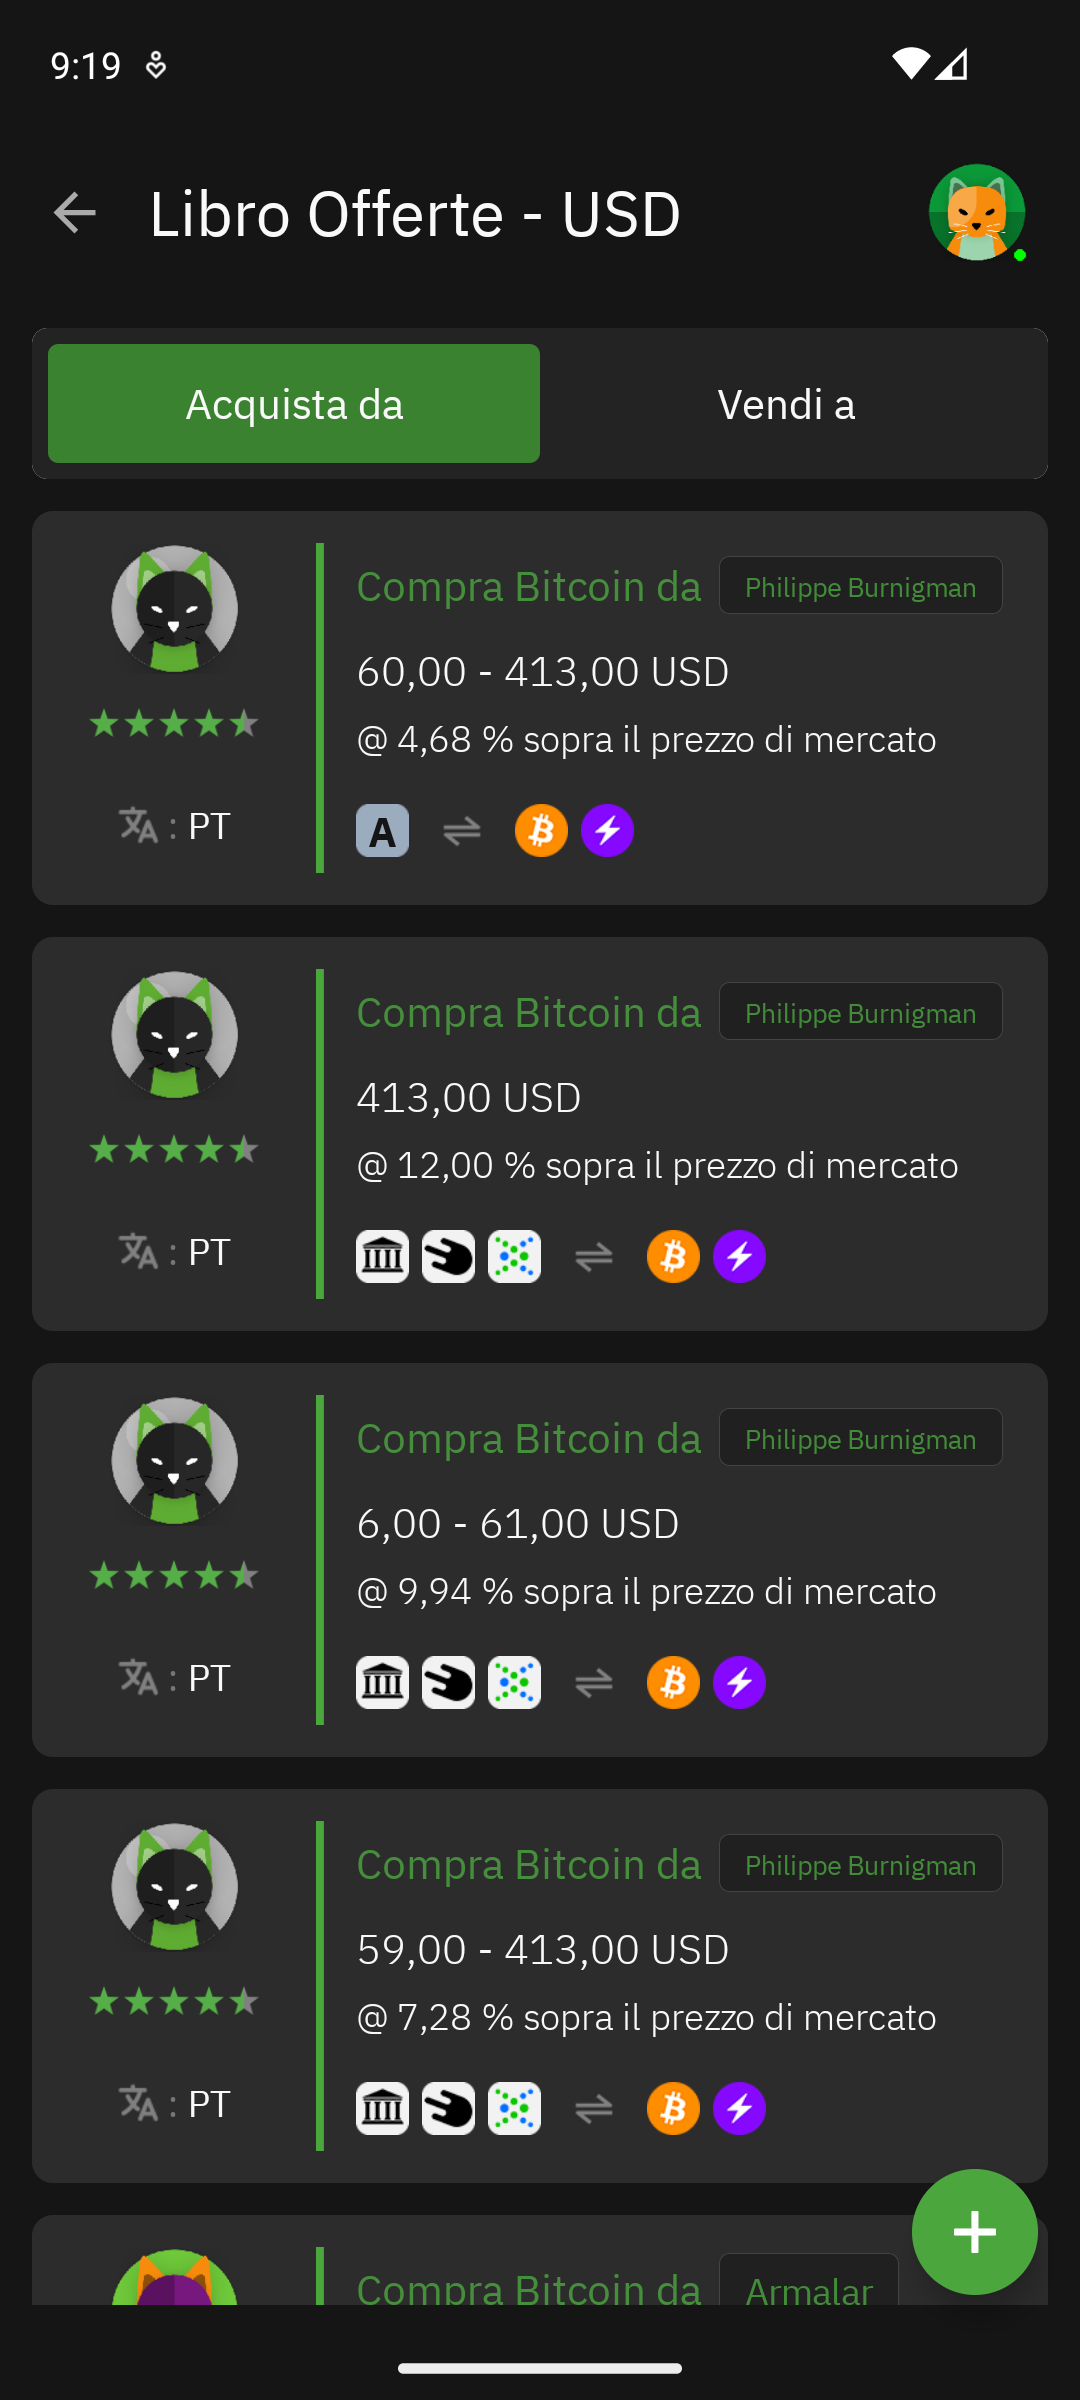 9:19
Libro Offerte - USD
Acquista da
Vendi a
Compra Bitcoin da Philippe Burnigman
60,00 - 413,00 USD
@ 4,68 % sopra il prezzo di mercato
: PT
A
Compra Bitcoin da Philippe Burnigman
413,00 USD
@ 12,00 % sopra il prezzo di mercato
: PT
Compra Bitcoin da Philippe Burnigman
6,00 - 61,00 USD
@ 9,94 % sopra il prezzo di mercato
: PT
Compra Bitcoin da Philippe Burnigman
59,00 - 413,00 USD
@ 7,28 % sopra il prezzo di mercato
: PT
Compra Bitcoin da Armalar